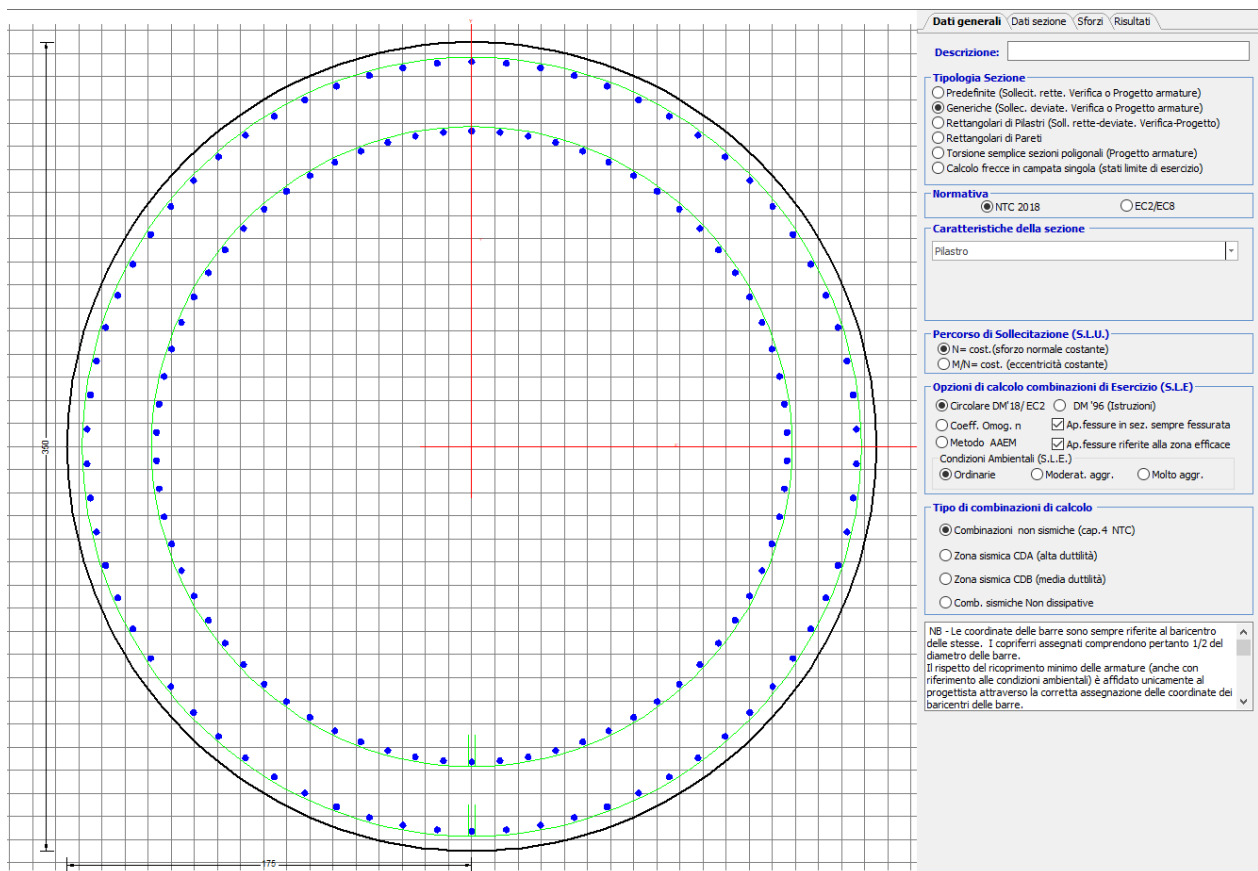 350
175
Dati generali
Dati sezione
Sforzi
Risultati
Descrizione:
Tipologia Sezione
Predefinite (Sollecit. rette. Verifica o Progetto armature)
Generiche (Sollec. deviate. Verifica o Progetto armature)
Rettangolari di Pilastri (Soll. rette-deviate. Verifica-Progetto)
Rettangolari di Pareti
Torsione semplice sezioni poligonali (Progetto armature)
Calcolo frecce in campata singola (stati limite di esercizio)
Normativa
NTC 2018
EC2/EC8
Caratteristiche della sezione
Pilastro
Percorso di Sollecitazione (S.L.U.)
N= cost.(sforzo normale costante)
M/N= cost. (eccentricità costante)
Opzioni di calcolo combinazioni di Esercizio (S.L.E)
Circolare DM'18/ EC2
DM '96 (Istruzioni)
Coeff. Omog. n
Ap.fessure in sez. sempre fessurata
Metodo AAEM
Ap.fessure riferite alla zona efficace
Condizioni Ambientali (S.L.E.)
Ordinarie
Moderat. aggr.
Molto aggr.
Tipo di combinazioni di calcolo
Combinazioni non sismiche (cap.4 NTC)
Zona sismica CDA (alta duttilità)
Zona sismica CDB (media duttilità)
Comb. sismiche Non dissipative
NB - Le coordinate delle barre sono sempre riferite al baricentro
delle stesse. I copriferri assegnati comprendono pertanto 1/2 del
diametro delle barre.
Il rispetto del ricoprimento minimo delle armature (anche con
riferimento alle condizioni ambientali) è affidato unicamente al
progettista attraverso la corretta assegnazione delle coordinate dei
baricentri delle barre.